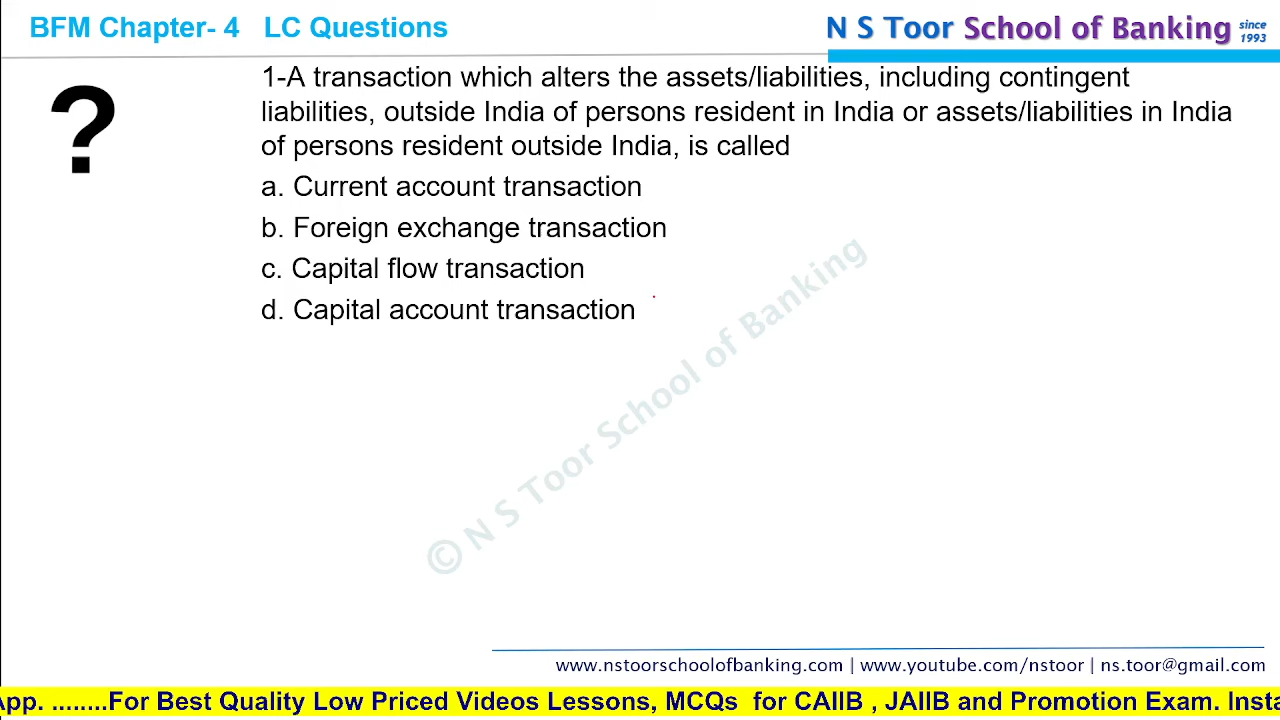 BFM Chapter- 4 LC Questions
N S Toor School of Banking since 1993
?
1-A transaction which alters the assets/liabilities, including contingent
liabilities, outside India of persons resident in India or assets/liabilities in India
of persons resident outside India, is called
a. Current account transaction
b. Foreign exchange transaction
c. Capital flow transaction
d. Capital account transaction
© N S Toor School of Banking
www.nstoorschoolofbanking.com | www.youtube.com/nstoor | ns.toor@gmail.com
App. ........For Best Quality Low Priced Videos Lessons, MCQs for CAIIB , JAIIB and Promotion Exam. Insta